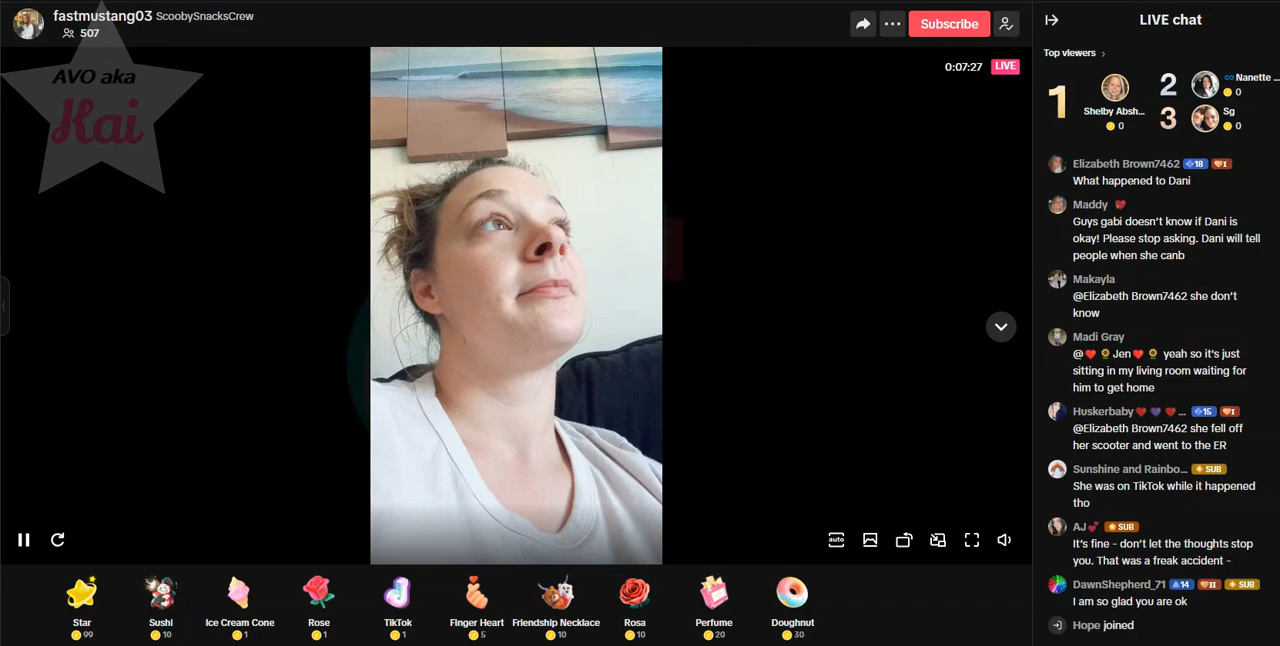 fastmustang03 ScoobySnacksCrew
507
Subscribe
LIVE chat
AVO aka
Kai
0:07:27 LIVE
Top viewers
1
Shelby Absh...
0
2
Nanette ...
0
3
Sg
0
Elizabeth Brown7462 18 I
What happened to Dani
Maddy
Guys gabi doesn't know if Dani is
okay! Please stop asking. Dani will tell
people when she canb
Makayla
@Elizabeth Brown7462 she don't
know
Madi Gray
@❤️ 🌻 Jen❤️ 🌻 yeah so it's just
sitting in my living room waiting for
him to get home
Huskerbaby❤️ 💜 ❤️ ... 15 I
@Elizabeth Brown7462 she fell off
her scooter and went to the ER
Sunshine and Rainbo... SUB
She was on TikTok while it happened
tho
AJ💕 SUB
It's fine - don't let the thoughts stop
you. That was a freak accident -
DawnShepherd_71 14 II SUB
I am so glad you are ok
Hope joined
auto
Star
99
Sushi
10
Ice Cream Cone
1
Rose
1
TikTok
1
Finger Heart
5
Friendship Necklace
10
Rosa
10
Perfume
20
Doughnut
30